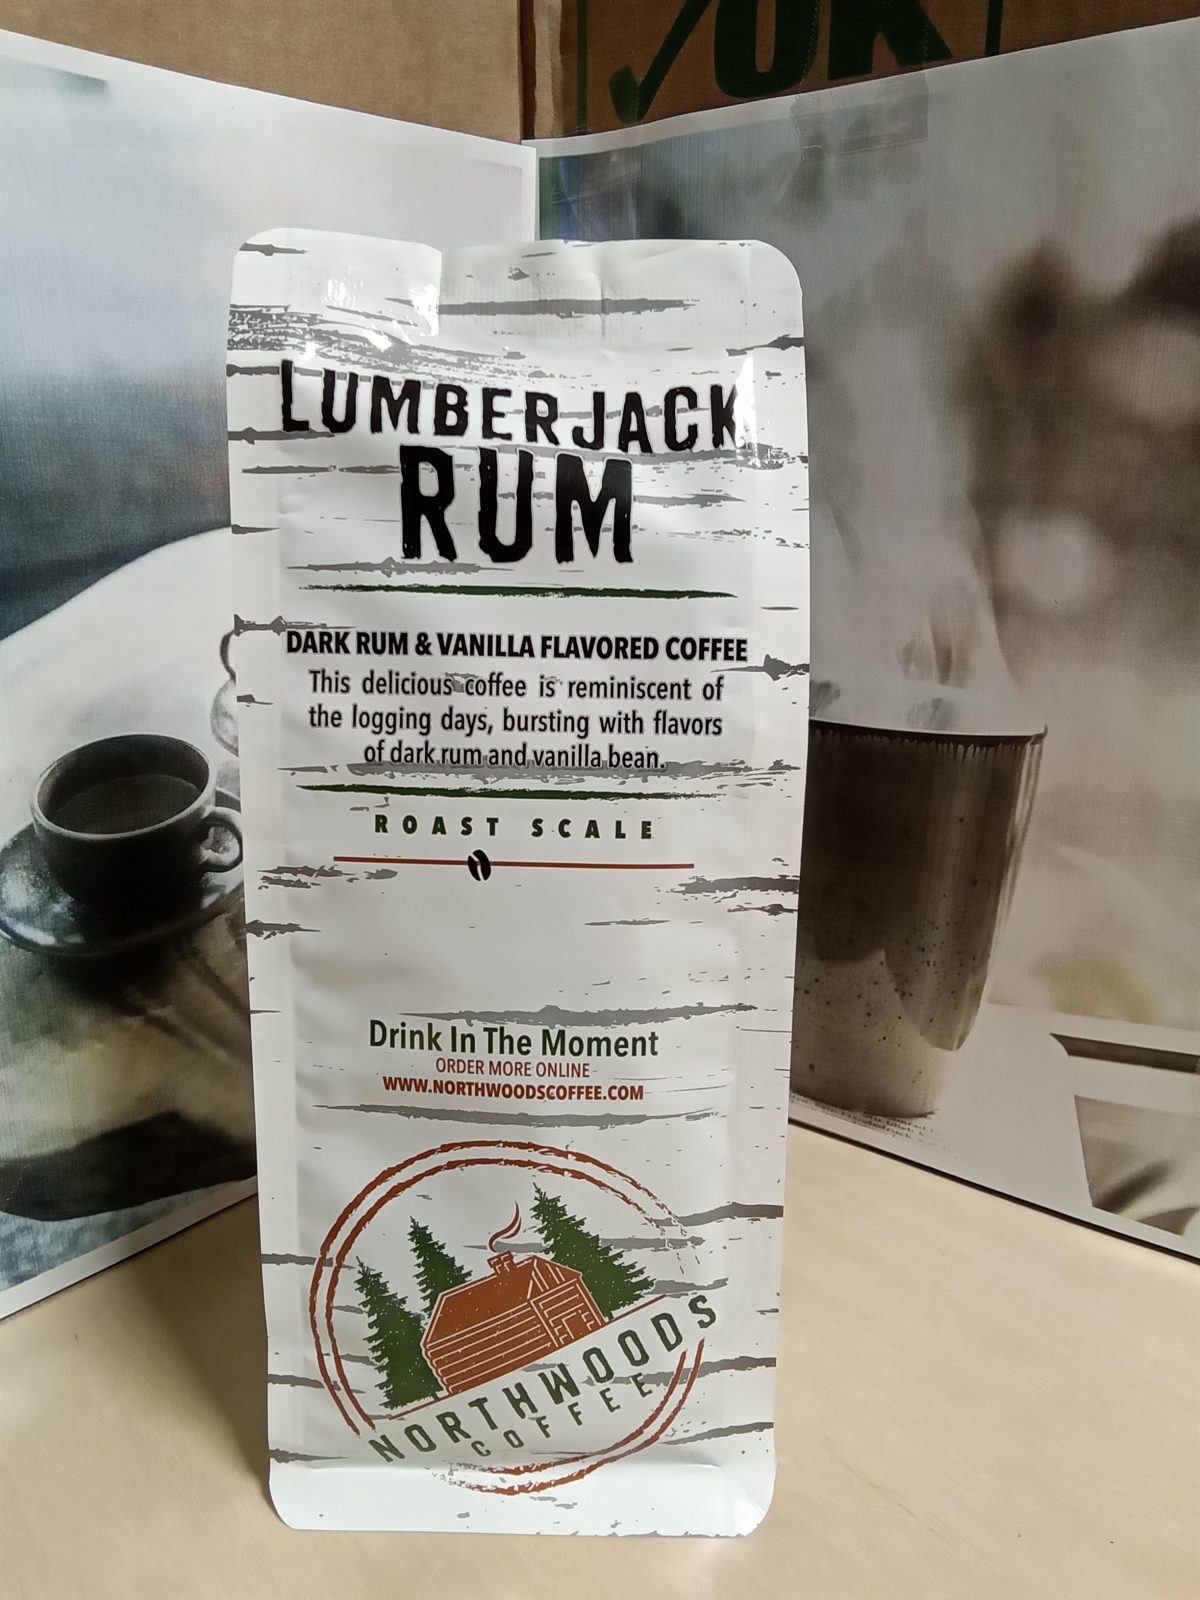 OK
LUMBERJACK
RUM
DARK RUM & VANILLA FLAVORED COFFEE
This delicious coffee is reminiscent of
the logging days, bursting with flavors
of dark rum and vanilla bean.
ROAST SCALE
Drink In The Moment
ORDER MORE ONLINE
WWW.NORTHWOODSCOFFEE.COM
NORTHWOODS
COFFEE